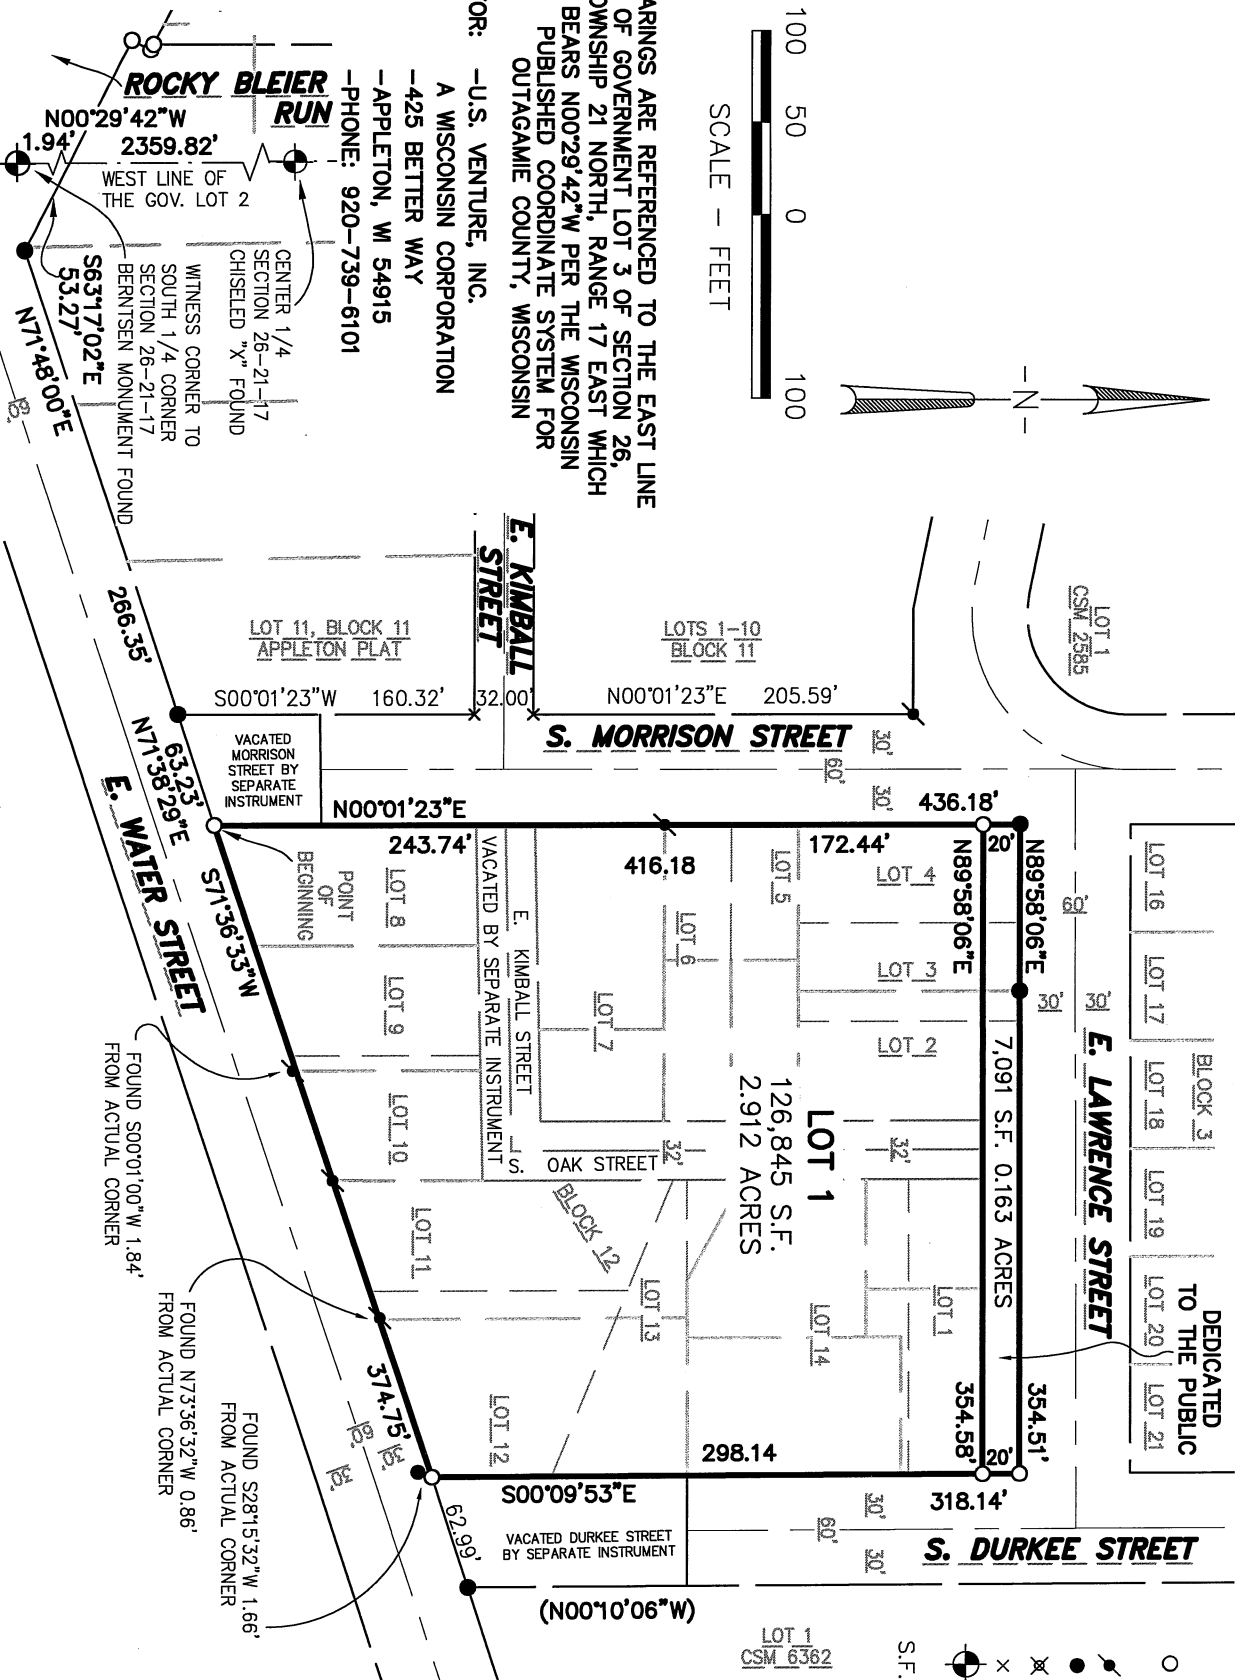 100 50 0 100
SCALE - FEET
-N-
ARINGS ARE REFERENCED TO THE EAST LINE
OF GOVERNMENT LOT 3 OF SECTION 26,
OWNSHIP 21 NORTH, RANGE 17 EAST WHICH
BEARS N00°29'42"W PER THE WISCONSIN
PUBLISHED COORDINATE SYSTEM FOR
OUTAGAMIE COUNTY, WISCONSIN
OR: -U.S. VENTURE, INC.
A WISCONSIN CORPORATION
-425 BETTER WAY
-APPLETON, WI 54915
-PHONE: 920-739-6101
ROCKY BLEIER
RUN
N00°29'42"W
1.94' 2359.82'
WEST LINE OF
THE GOV. LOT 2
CENTER 1/4
SECTION 26-21-17
CHISELED "X" FOUND
WITNESS CORNER TO
SOUTH 1/4 CORNER
SECTION 26-21-17
BERNTSEN MONUMENT FOUND
S63°17'02"E
53.27'
N71°48'00"E
266.35'
60'
LOT 1
CSM 2585
LOTS 1-10
BLOCK 11
E. KIMBALL
STREET
LOT 11, BLOCK 11
APPLETON PLAT
S00°01'23"W 160.32'
32.00'
N00°01'23"E 205.59'
S. MORRISON STREET
30'
60'
30'
VACATED
MORRISON
STREET BY
SEPARATE
INSTRUMENT
63.23'
N71°38'29"E
E. WATER STREET
N00°01'23"E
436.18'
243.74'
416.18
172.44'
20'
N89°58'06"E
N89°58'06"E
POINT
OF
BEGINNING
S71°36'33"W
LOT 8
LOT 9
LOT 10
LOT 11
LOT 12
VACATED BY SEPARATE INSTRUMENT
E. KIMBALL STREET
LOT 5
LOT 4
LOT 6
LOT 3
LOT 7
LOT 2
S. OAK STREET
32'
32'
LOT 1
126,845 S.F.
2.912 ACRES
BLOCK 12
LOT 13
LOT 14
LOT 1
7,091 S.F. 0.163 ACRES
60'
30' 30'
E. LAWRENCE STREET
LOT 16
LOT 17
LOT 18
LOT 19
LOT 20
LOT 21
BLOCK 3
DEDICATED
TO THE PUBLIC
354.51'
354.58'
20'
298.14
S00°09'53"E
318.14'
374.75'
30'
60'
30'
62.99'
FOUND S00°01'00"W 1.84'
FROM ACTUAL CORNER
FOUND N73°36'32"W 0.86'
FROM ACTUAL CORNER
FOUND S28°15'32"W 1.66'
FROM ACTUAL CORNER
VACATED DURKEE STREET
BY SEPARATE INSTRUMENT
30'
60'
30'
S. DURKEE STREET
(N00°10'06"W)
LOT 1
CSM 6362
S.F.